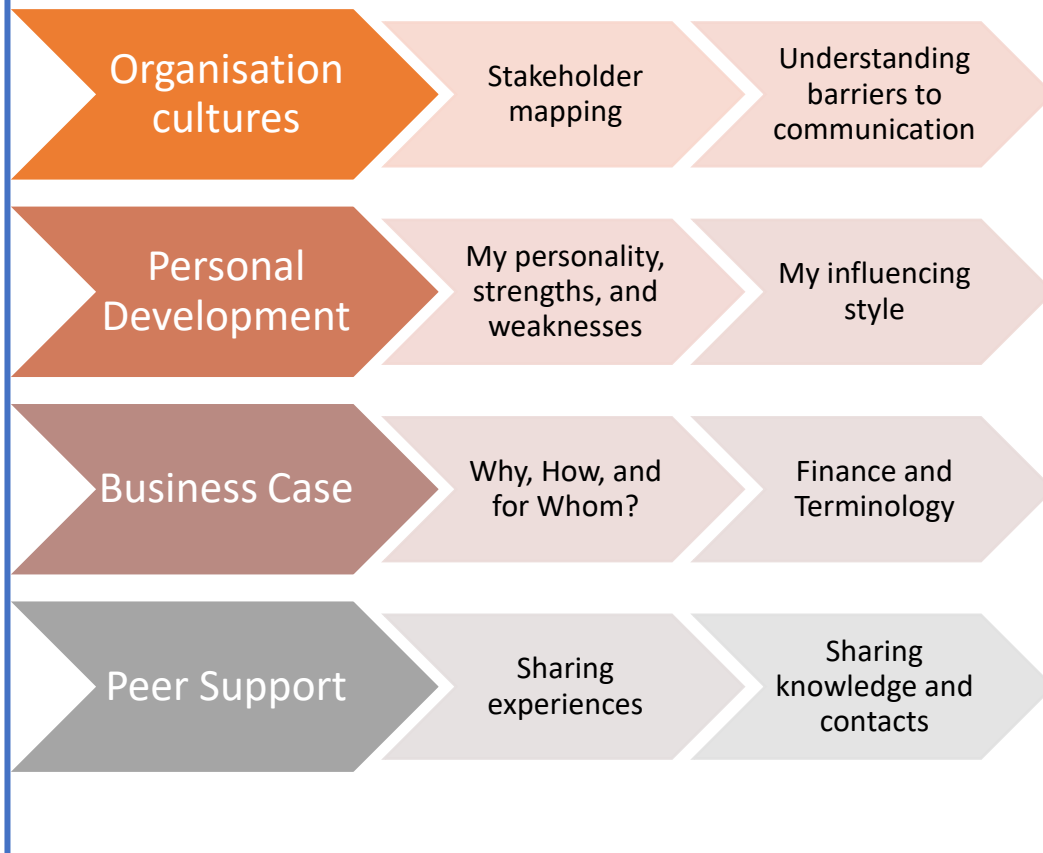 Organisation
cultures
Stakeholder
mapping
Understanding
barriers to
communication
Personal
Development
My personality,
strengths, and
weaknesses
My influencing
style
Business Case
Why, How, and
for Whom?
Finance and
Terminology
Peer Support
Sharing
experiences
Sharing
knowledge and
contacts